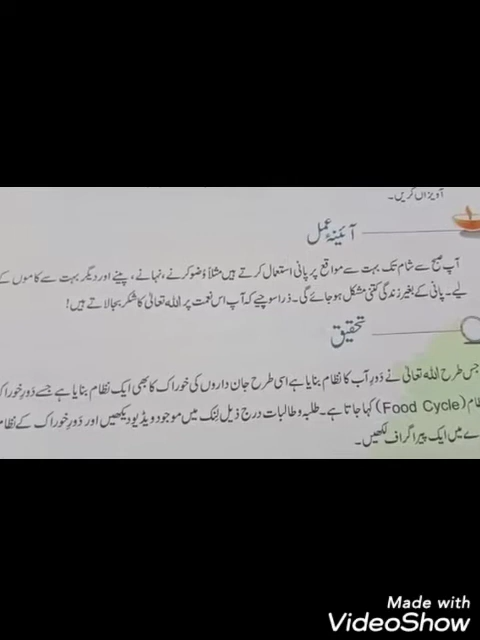 آویزاں کریں۔
آئینۂ عمل
آپ صبح سے شام تک بہت سے مواقع پر پانی استعمال کرتے ہیں مثلاً وُضو کرنے، نہانے، پینے اور دیگر بہت سے کاموں کے
لیے۔ پانی کے بغیر زندگی کتنی مشکل ہو جائے گی۔ ذرا سوچیے کہ آپ اس نعمت پر اللہ تعالیٰ کا شکر بجا لاتے ہیں!
تحقیق
جس طرح اللہ تعالیٰ نے دَورِ آب کا نظام بنایا ہے اسی طرح جان داروں کی خوراک کا بھی ایک نظام بنایا ہے جسے دَورِ خوراک
(Food Cycle) کہا جاتا ہے۔ طلبہ و طالبات درج ذیل لِنک میں موجود ویڈیو دیکھیں اور دَورِ خوراک کے نظام
میں ایک پیراگراف لکھیں۔
Made with
VideoShow